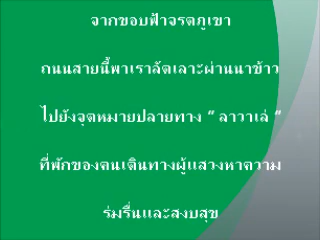 จากขอบฟ้าจรดภูเขา
ถนนสายนี้พาเราลัดเลาะผ่านนาข้าว
ไปยังจุดหมายปลายทาง " ลาวาเล่ "
ที่พักของคนเดินทางผู้แสวงหาความ
ร่มรื่นและสงบสุข